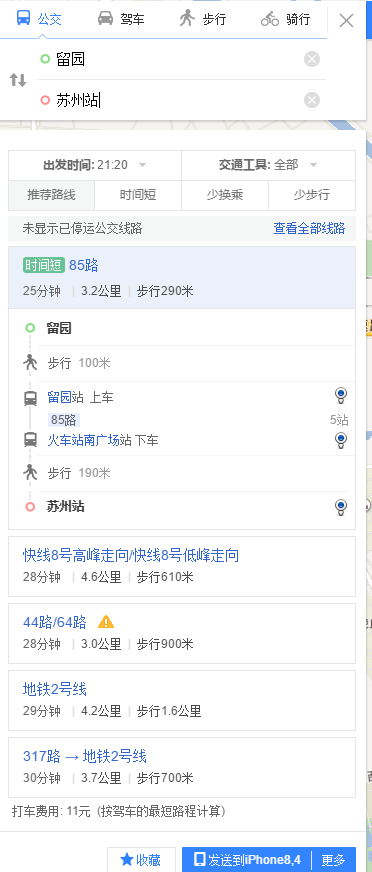 公交 驾车 步行 骑行
留园
苏州站
出发时间: 21:20 交通工具: 全部
推荐路线 时间短 少换乘 少步行
未显示已停运公交线路 查看全部线路
时间短 85路
25分钟 | 3.2公里 | 步行290米
留园
步行 100米
留园站 上车
85路 5站
火车站南广场站 下车
步行 190米
苏州站
快线8号高峰走向/快线8号低峰走向
28分钟 | 4.6公里 | 步行610米
44路/64路
28分钟 | 3.0公里 | 步行900米
地铁2号线
29分钟 | 4.2公里 | 步行1.6公里
317路 → 地铁2号线
30分钟 | 3.7公里 | 步行700米
打车费用: 11元（按驾车的最短路程计算）
收藏 发送到iPhone8,4 更多